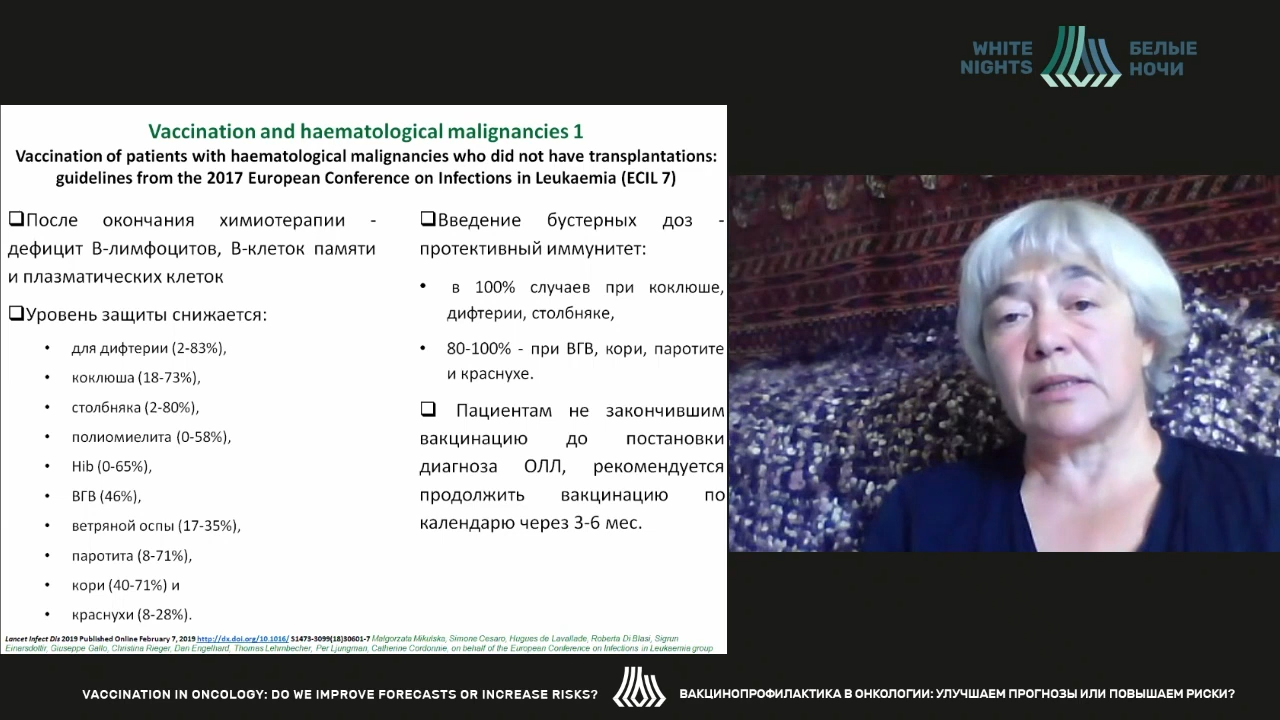 WHITE
NIGHTS
БЕЛЫЕ
НОЧИ
Vaccination and haematological malignancies 1
Vaccination of patients with haematological malignancies who did not have transplantations:
guidelines from the 2017 European Conference on Infections in Leukaemia (ECIL 7)
После окончания химиотерапии -
дефицит В-лимфоцитов, В-клеток памяти
и плазматических клеток
Уровень защиты снижается:
• для дифтерии (2-83%),
• коклюша (18-73%),
• столбняка (2-80%),
• полиомиелита (0-58%),
• Hib (0-65%),
• ВГВ (46%),
• ветряной оспы (17-35%),
• паротита (8-71%),
• кори (40-71%) и
• краснухи (8-28%).
Введение бустерных доз -
протективный иммунитет:
• в 100% случаев при коклюше,
дифтерии, столбняке,
• 80-100% - при ВГВ, кори, паротите
и краснухе.
Пациентам не закончившим
вакцинацию до постановки
диагноза ОЛЛ, рекомендуется
продолжить вакцинацию по
календарю через 3-6 мес.
Lancet Infect Dis 2019 Published Online February 7, 2019 http://dx.doi.org/10.1016/ S1473-3099(18)30601-7 Malgorzata Mikulska, Simone Cesaro, Hugues de Lavallade, Roberta Di Blasi, Sigrun
Einarsdottir, Giuseppe Gallo, Christina Rieger, Dan Engelhard, Thomas Lehrnbecher, Per Ljungman, Catherine Cordonnie, on behalf of the European Conference on Infections in Leukaemia group
VACCINATION IN ONCOLOGY: DO WE IMPROVE FORECASTS OR INCREASE RISKS?
ВАКЦИНОПРОФИЛАКТИКА В ОНКОЛОГИИ: УЛУЧШАЕМ ПРОГНОЗЫ ИЛИ ПОВЫШАЕМ РИСКИ?